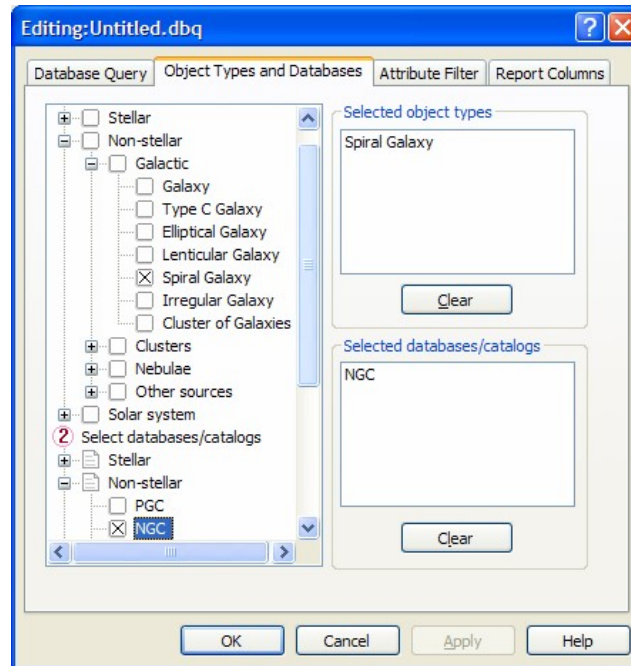 Editing:Untitled.dbq
Database Query
Object Types and Databases
Attribute Filter
Report Columns
Stellar
Non-stellar
Galactic
Galaxy
Type C Galaxy
Elliptical Galaxy
Lenticular Galaxy
Spiral Galaxy
Irregular Galaxy
Cluster of Galaxies
Clusters
Nebulae
Other sources
Solar system
2 Select databases/catalogs
Stellar
Non-stellar
PGC
NGC
Selected object types
Spiral Galaxy
Clear
Selected databases/catalogs
NGC
Clear
OK
Cancel
Apply
Help